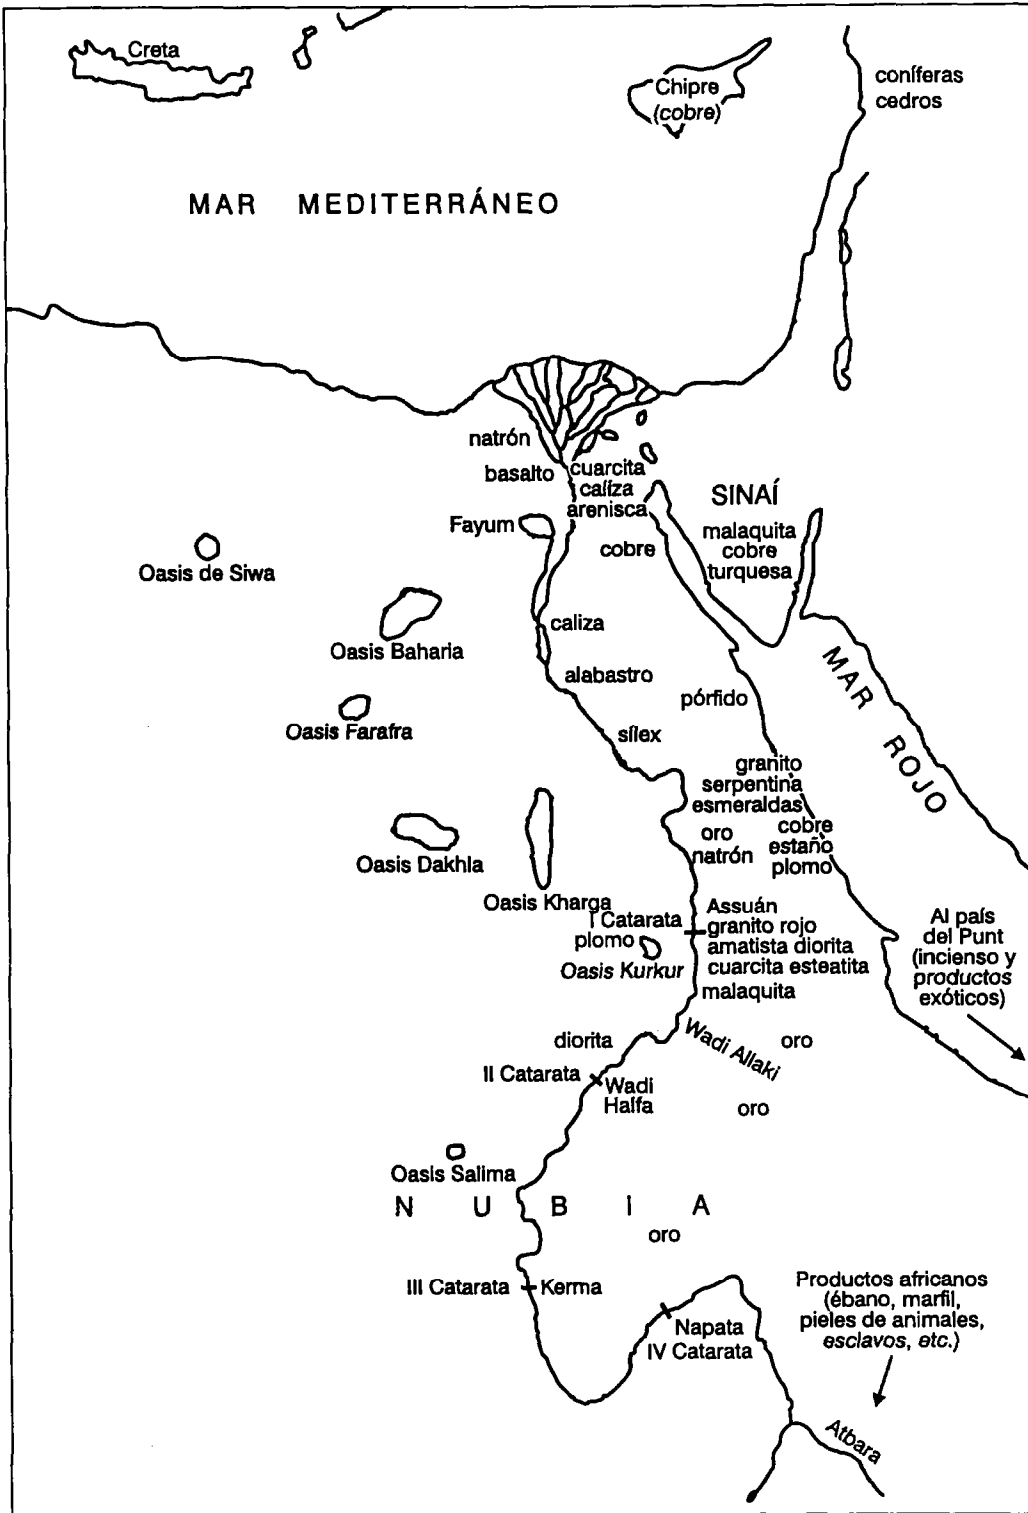 Creta
Chipre
(cobre)
coníferas
cedros
MAR MEDITERRÁNEO
natrón
basalto
cuarcita
calíza
arenisca
SINAÍ
Fayum
malaquita
cobre
turquesa
cobre
Oasis de Siwa
caliza
Oasis Baharia
alabastro
MAR ROJO
pórfido
Oasis Farafra
sílex
granito
serpentina
esmeraldas
oro
natrón
cobre
estaño
plomo
Oasis Dakhla
Oasis Kharga
I Catarata
plomo
Oasis Kurkur
Assuán
granito rojo
amatista diorita
cuarcita esteatita
malaquita
Al país
del Punt
(incienso y
productos
exóticos)
diorita
Wadi Allaki
oro
II Catarata
Wadi
Halfa
oro
Oasis Salima
NUBIA
oro
III Catarata
Kerma
Productos africanos
(ébano, marfil,
pieles de animales,
esclavos, etc.)
Napata
IV Catarata
Atbara